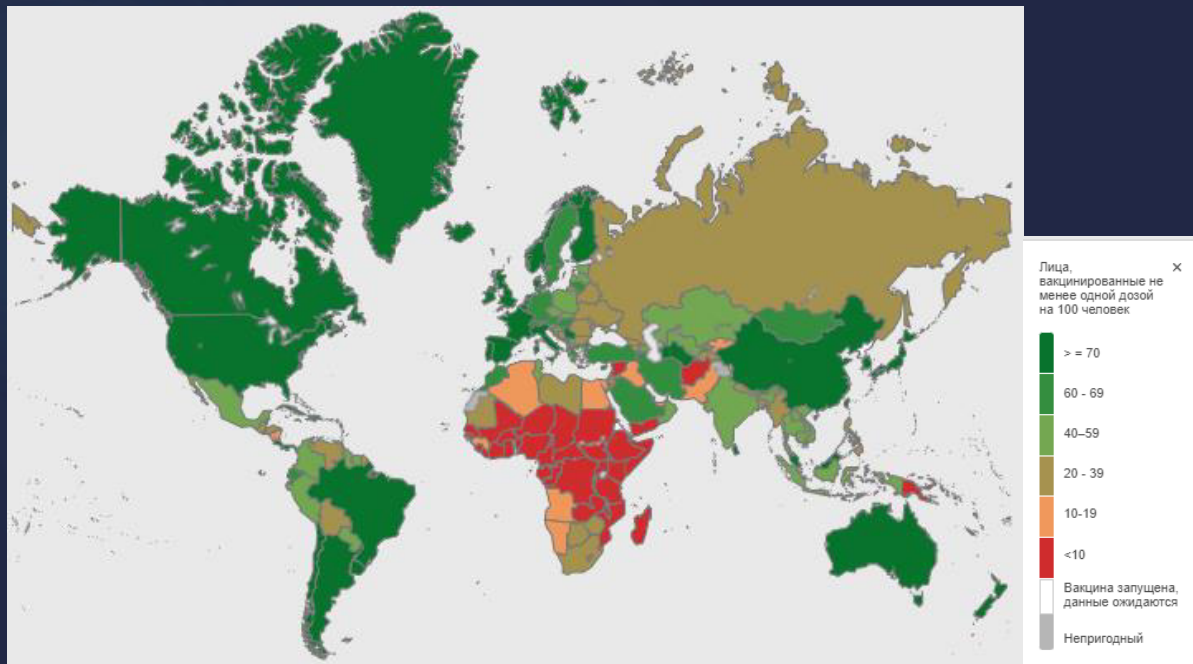 Лица,
вакцинированные не
менее одной дозой
на 100 человек
×
> = 70
60 - 69
40–59
20 - 39
10-19
<10
Вакцина запущена,
данные ожидаются
Непригодный